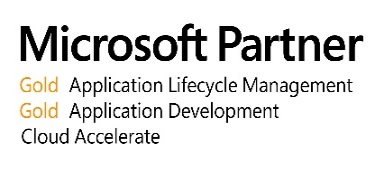 Microsoft Partner
Gold Application Lifecycle Management
Gold Application Development
Cloud Accelerate